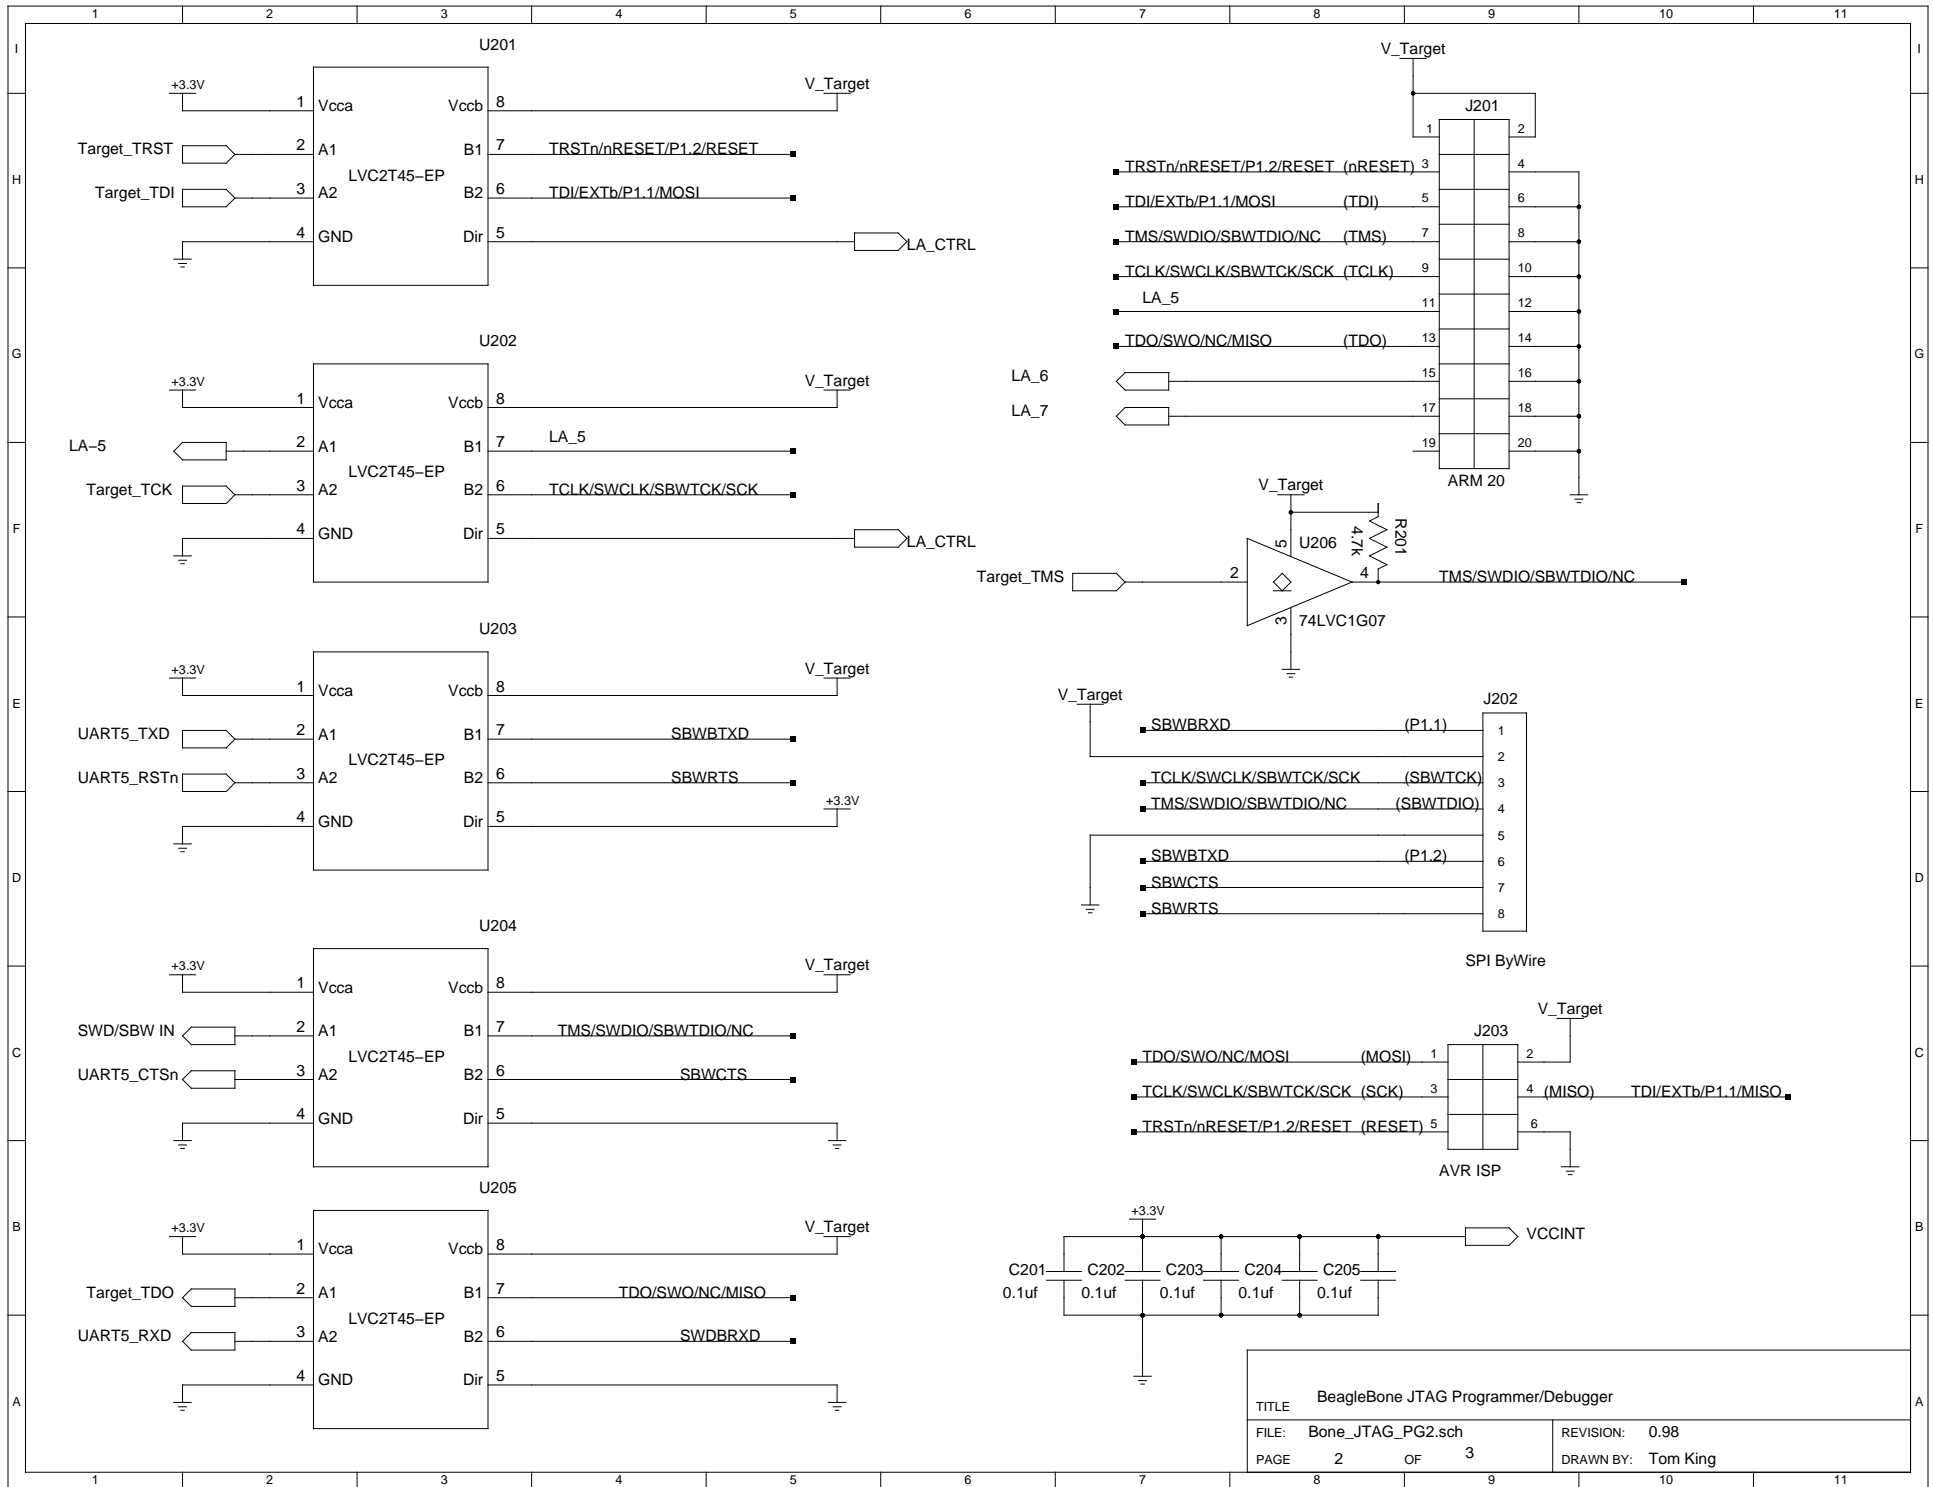 1 2 3 4 5 6 7 8 9 10 11
I I
H H
G G
F F
E E
D D
C C
B B
A A
U201
+3.3V
V_Target
1 Vcca Vccb 8
Target_TRST 2 A1 B1 7 TRSTn/nRESET/P1.2/RESET
LVC2T45-EP
Target_TDI 3 A2 B2 6 TDI/EXTb/P1.1/MOSI
4 GND Dir 5 LA_CTRL
U202
+3.3V
V_Target
1 Vcca Vccb 8
LA-5 2 A1 B1 7 LA_5
LVC2T45-EP
Target_TCK 3 A2 B2 6 TCLK/SWCLK/SBWTCK/SCK
4 GND Dir 5 LA_CTRL
U203
+3.3V
V_Target
1 Vcca Vccb 8
UART5_TXD 2 A1 B1 7 SBWBTXD
LVC2T45-EP
UART5_RSTn 3 A2 B2 6 SBWRTS
+3.3V
4 GND Dir 5
U204
+3.3V
V_Target
1 Vcca Vccb 8
SWD/SBW IN 2 A1 B1 7 TMS/SWDIO/SBWTDIO/NC
LVC2T45-EP
UART5_CTSn 3 A2 B2 6 SBWCTS
4 GND Dir 5
U205
+3.3V
V_Target
1 Vcca Vccb 8
Target_TDO 2 A1 B1 7 TDO/SWO/NC/MISO
LVC2T45-EP
UART5_RXD 3 A2 B2 6 SWDBRXD
4 GND Dir 5
V_Target
J201
1 2
TRSTn/nRESET/P1.2/RESET (nRESET) 3 4
TDI/EXTb/P1.1/MOSI (TDI) 5 6
TMS/SWDIO/SBWTDIO/NC (TMS) 7 8
TCLK/SWCLK/SBWTCK/SCK (TCLK) 9 10
LA_5 11 12
TDO/SWO/NC/MISO (TDO) 13 14
LA_6 15 16
LA_7 17 18
19 20
ARM 20
V_Target
R201
4.7k
5 U206
Target_TMS 2 4 TMS/SWDIO/SBWTDIO/NC
3 74LVC1G07
V_Target
J202
SBWBRXD (P1.1) 1
2
TCLK/SWCLK/SBWTCK/SCK (SBWTCK) 3
TMS/SWDIO/SBWTDIO/NC (SBWTDIO) 4
5
SBWBTXD (P1.2) 6
SBWCTS 7
SBWRTS 8
SPI ByWire
V_Target
J203
TDO/SWO/NC/MOSI (MOSI) 1 2
TCLK/SWCLK/SBWTCK/SCK (SCK) 3 4 (MISO) TDI/EXTb/P1.1/MISO
TRSTn/nRESET/P1.2/RESET (RESET) 5 6
AVR ISP
+3.3V
VCCINT
C201 C202 C203 C204 C205
0.1uf 0.1uf 0.1uf 0.1uf 0.1uf
TITLE BeagleBone JTAG Programmer/Debugger
FILE: Bone_JTAG_PG2.sch REVISION: 0.98
PAGE 2 OF 3 DRAWN BY: Tom King
1 2 3 4 5 6 7 8 9 10 11